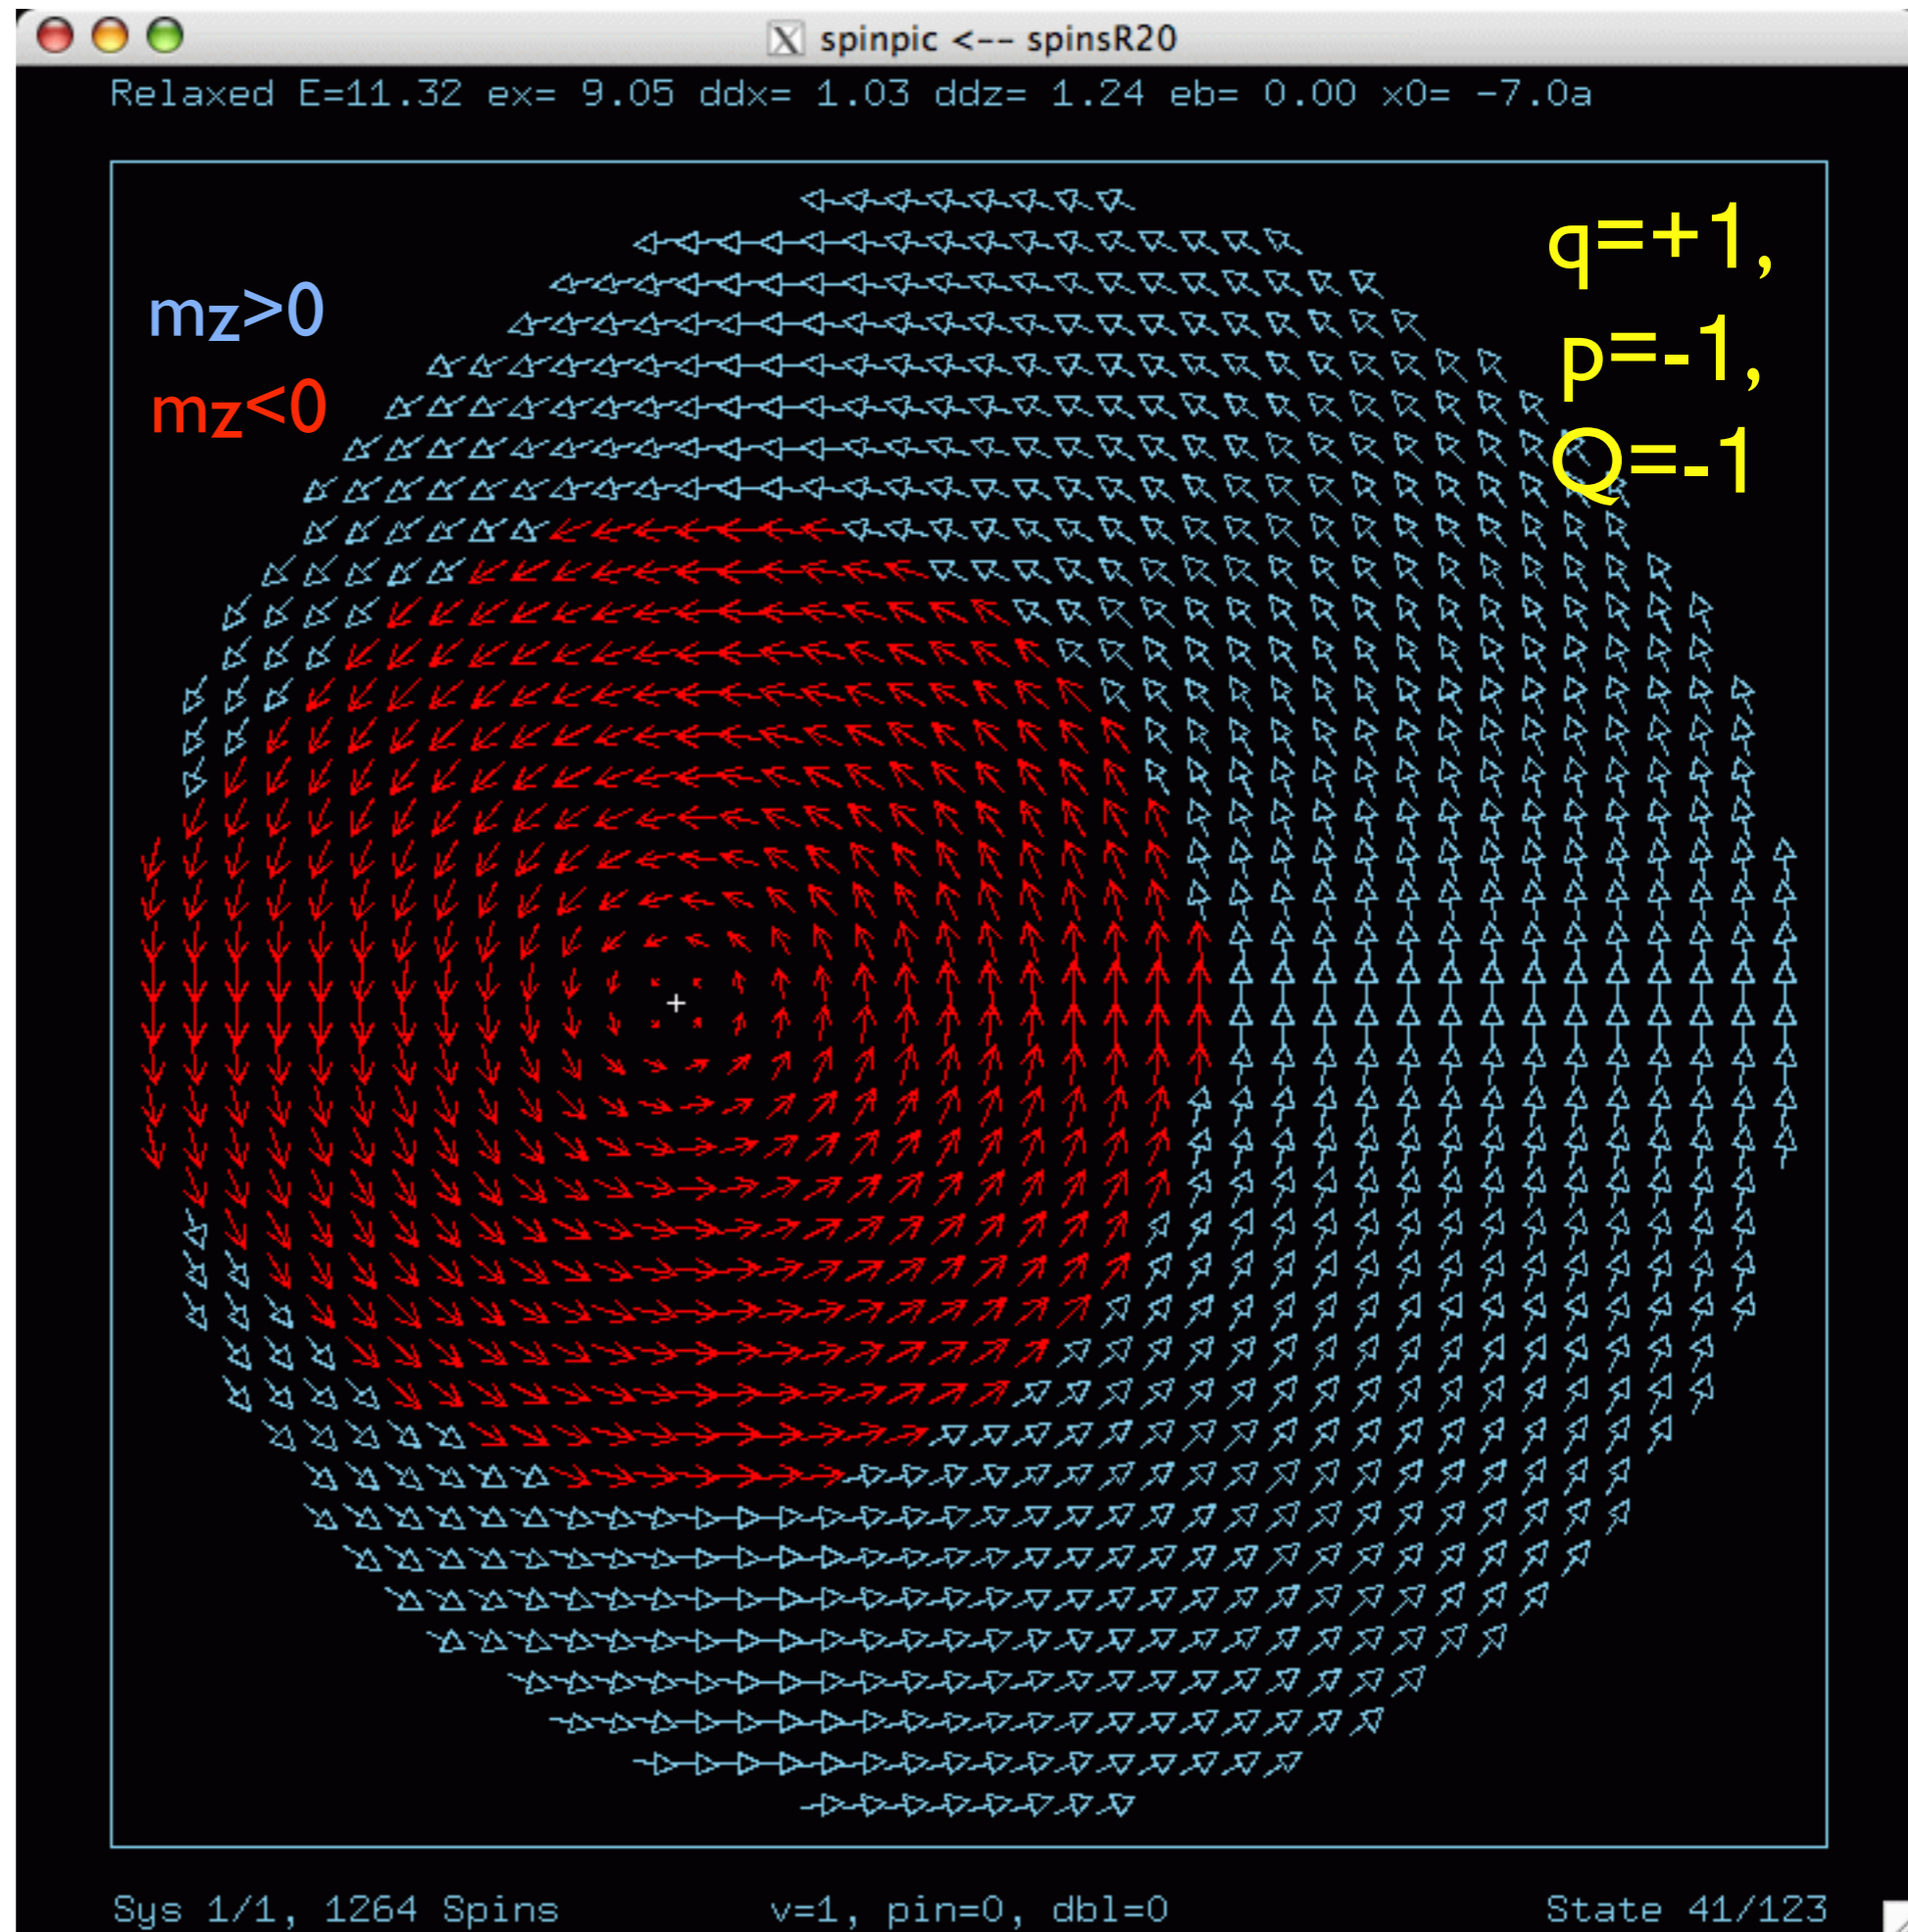 spinpic <-- spinsR20
Relaxed E=11.32 ex= 9.05 ddx= 1.03 ddz= 1.24 eb= 0.00 x0= -7.0a
q=+1,
mz>0
p=-1,
mz<0
Q=-1
Sys 1/1, 1264 Spins v=1, pin=0, dbl=0 State 41/123